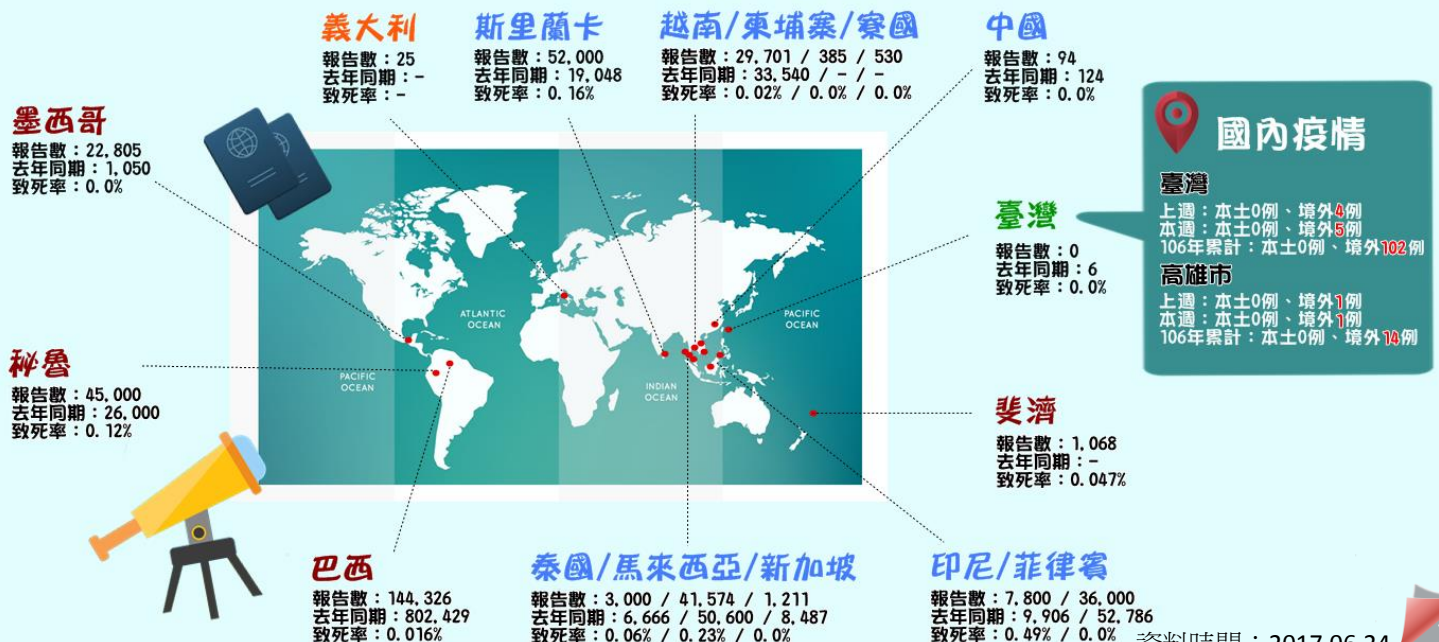 義大利
報告數：25
去年同期：-
致死率：-
斯里蘭卡
報告數：52,000
去年同期：19,048
致死率：0.16%
越南/柬埔寨/寮國
報告數：29,701 / 385 / 530
去年同期：33,540 / - / -
致死率：0.02% / 0.0% / 0.0%
中國
報告數：94
去年同期：124
致死率：0.0%
墨西哥
報告數：22,805
去年同期：1,050
致死率：0.0%
國內疫情
臺灣
上週：本土0例、境外4例
本週：本土0例、境外5例
106年累計：本土0例、境外102例
高雄市
上週：本土0例、境外1例
本週：本土0例、境外1例
106年累計：本土0例、境外14例
臺灣
報告數：0
去年同期：6
致死率：0.0%
ATLANTIC
OCEAN
PACIFIC
OCEAN
PACIFIC
OCEAN
INDIAN
OCEAN
秘魯
報告數：45,000
去年同期：26,000
致死率：0.12%
斐濟
報告數：1,068
去年同期：-
致死率：0.047%
巴西
報告數：144,326
去年同期：802,429
致死率：0.016%
泰國/馬來西亞/新加坡
報告數：3,000 / 41,574 / 1,211
去年同期：6,666 / 50,600 / 8,487
致死率：0.06% / 0.23% / 0.0%
印尼/菲律賓
報告數：7,800 / 36,000
去年同期：9,906 / 52,786
致死率：0.49% / 0.0%
資料時間：2017.06.24